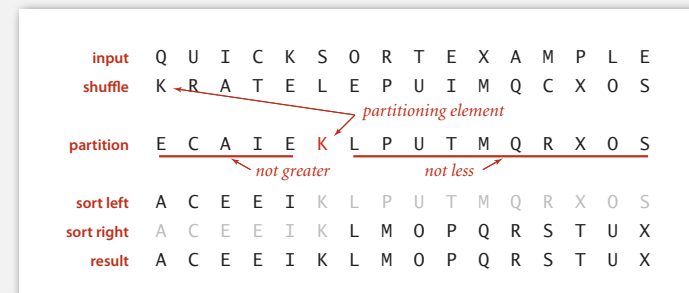 input Q U I C K S O R T E X A M P L E
shuffle K R A T E L E P U I M Q C X O S
partitioning element
partition E C A I E K L P U T M Q R X O S
not greater not less
sort left A C E E I K L P U T M Q R X O S
sort right A C E E I K L M O P Q R S T U X
result A C E E I K L M O P Q R S T U X